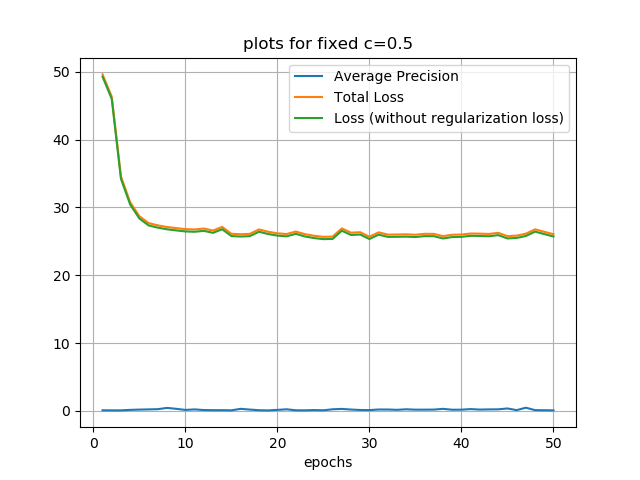 plots for fixed c=0.5
Average Precision
Total Loss
Loss (without regularization loss)
50
40
30
20
10
0
0 10 20 30 40 50
epochs